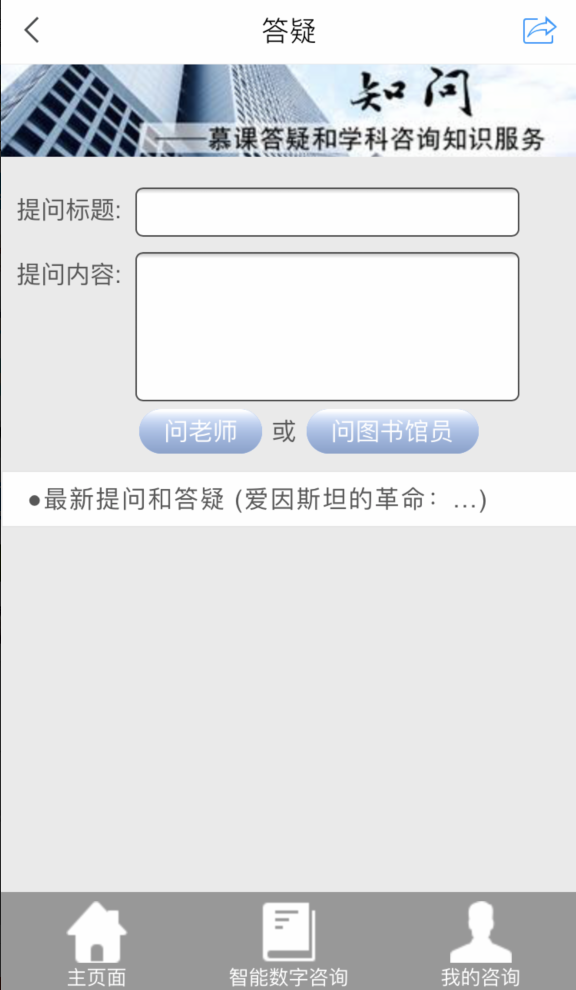 答疑
知问
——慕课答疑和学科咨询知识服务
提问标题:
提问内容:
问老师 或 问图书馆员
●最新提问和答疑 (爱因斯坦的革命：...)
主页面 智能数字咨询 我的咨询